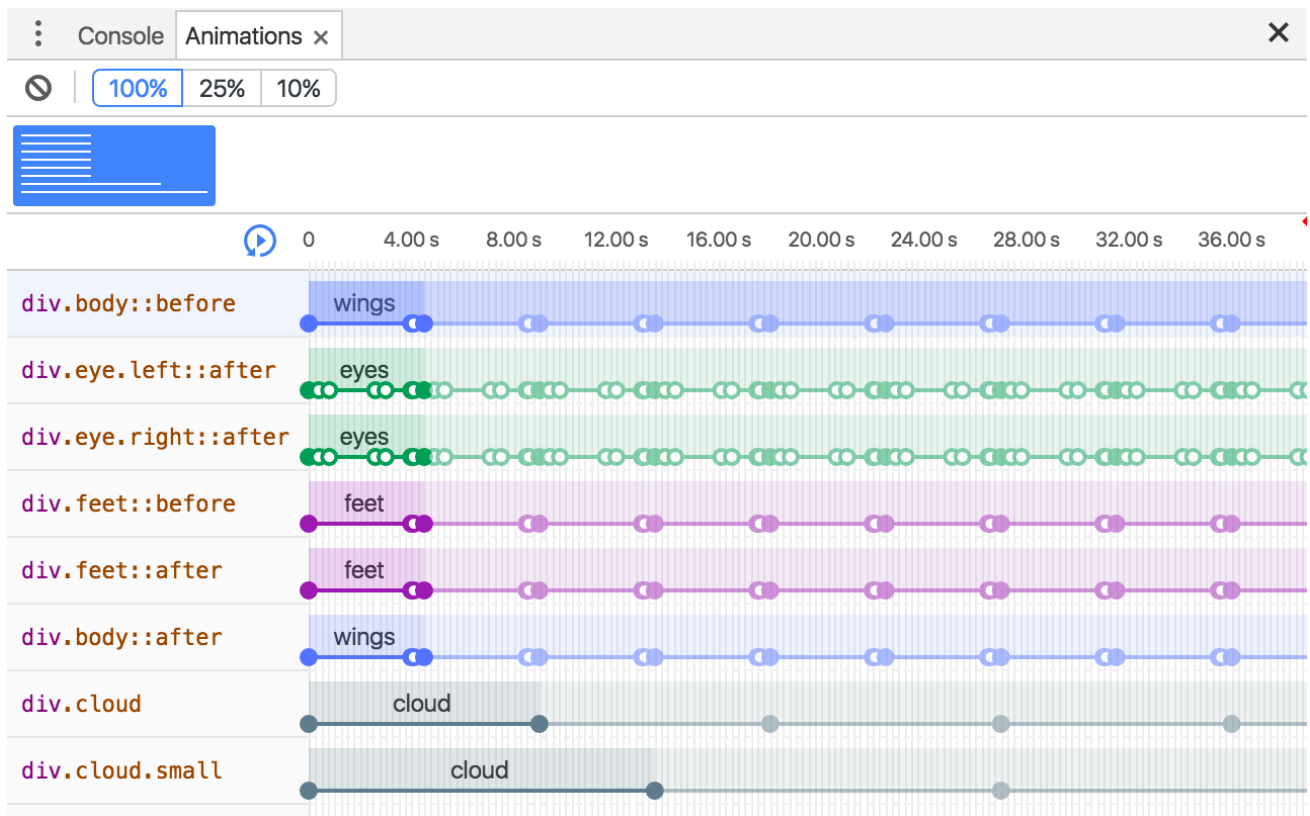 Console Animations ×
100% 25% 10%
0 4.00 s 8.00 s 12.00 s 16.00 s 20.00 s 24.00 s 28.00 s 32.00 s 36.00 s
div.body::before wings
div.eye.left::after eyes
div.eye.right::after eyes
div.feet::before feet
div.feet::after feet
div.body::after wings
div.cloud cloud
div.cloud.small cloud